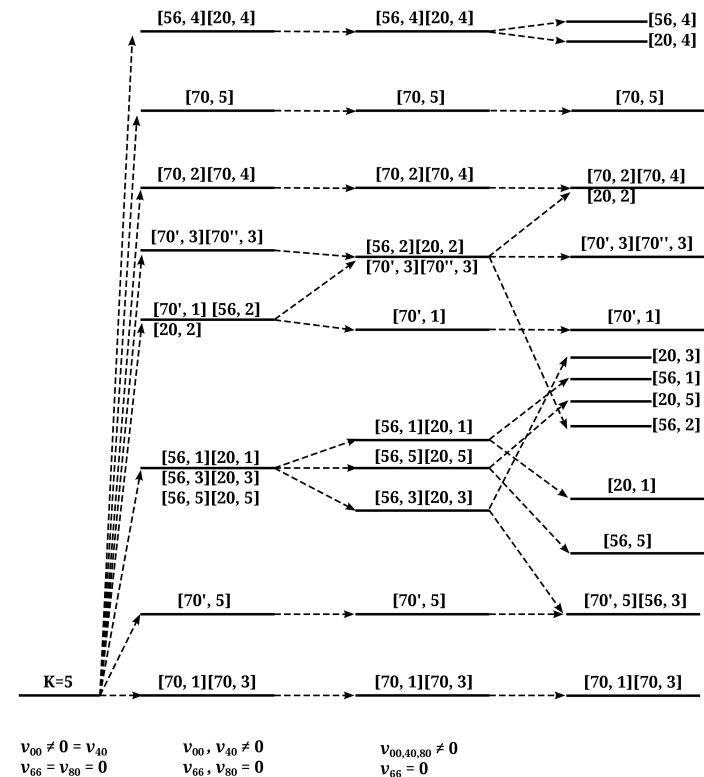 [56, 4][20, 4]
[56, 4][20, 4]
[56, 4]
[20, 4]
[70, 5]
[70, 5]
[70, 5]
[70, 2][70, 4]
[70, 2][70, 4]
[70, 2][70, 4]
[20, 2]
[70', 3][70'', 3]
[56, 2][20, 2]
[70', 3][70'', 3]
[70', 3][70'', 3]
[70', 1] [56, 2]
[20, 2]
[70', 1]
[70', 1]
[20, 3]
[56, 1]
[20, 5]
[56, 2]
[56, 1][20, 1]
[56, 3][20, 3]
[56, 5][20, 5]
[56, 1][20, 1]
[56, 5][20, 5]
[56, 3][20, 3]
[20, 1]
[56, 5]
[70', 5]
[70', 5]
[70', 5][56, 3]
K=5
[70, 1][70, 3]
[70, 1][70, 3]
[70, 1][70, 3]
v₀₀ ≠ 0 = v₄₀
v₆₆ = v₈₀ = 0
v₀₀ , v₄₀ ≠ 0
v₆₆ , v₈₀ = 0
v₀₀,₄₀,₈₀ ≠ 0
v₆₆ = 0